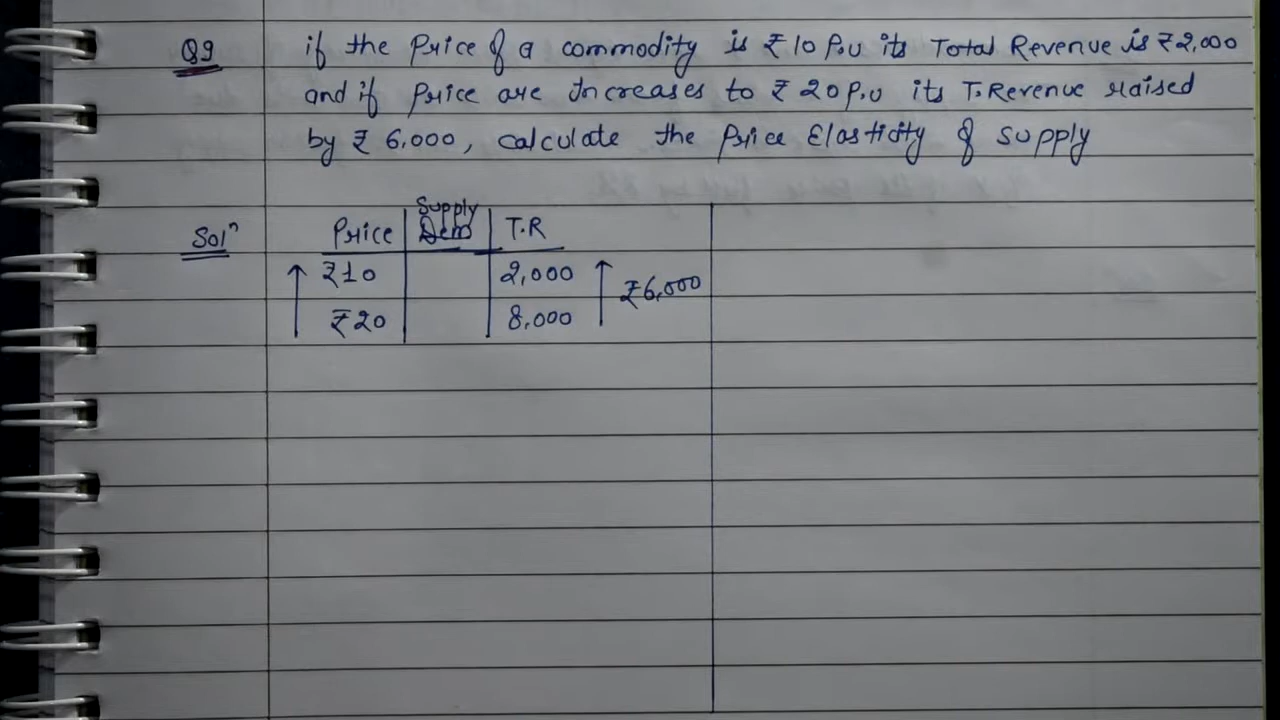 Q9 if the Price of a commodity is ₹10 P.u its Total Revenue is ₹2,000
and if Price are Increases to ₹20 P.u its T.Revenue raised
by ₹ 6,000, calculate the Price Elasticity of supply
Supply
Solⁿ Price Dem T.R
₹10 2,000
₹6,000
₹20 8,000